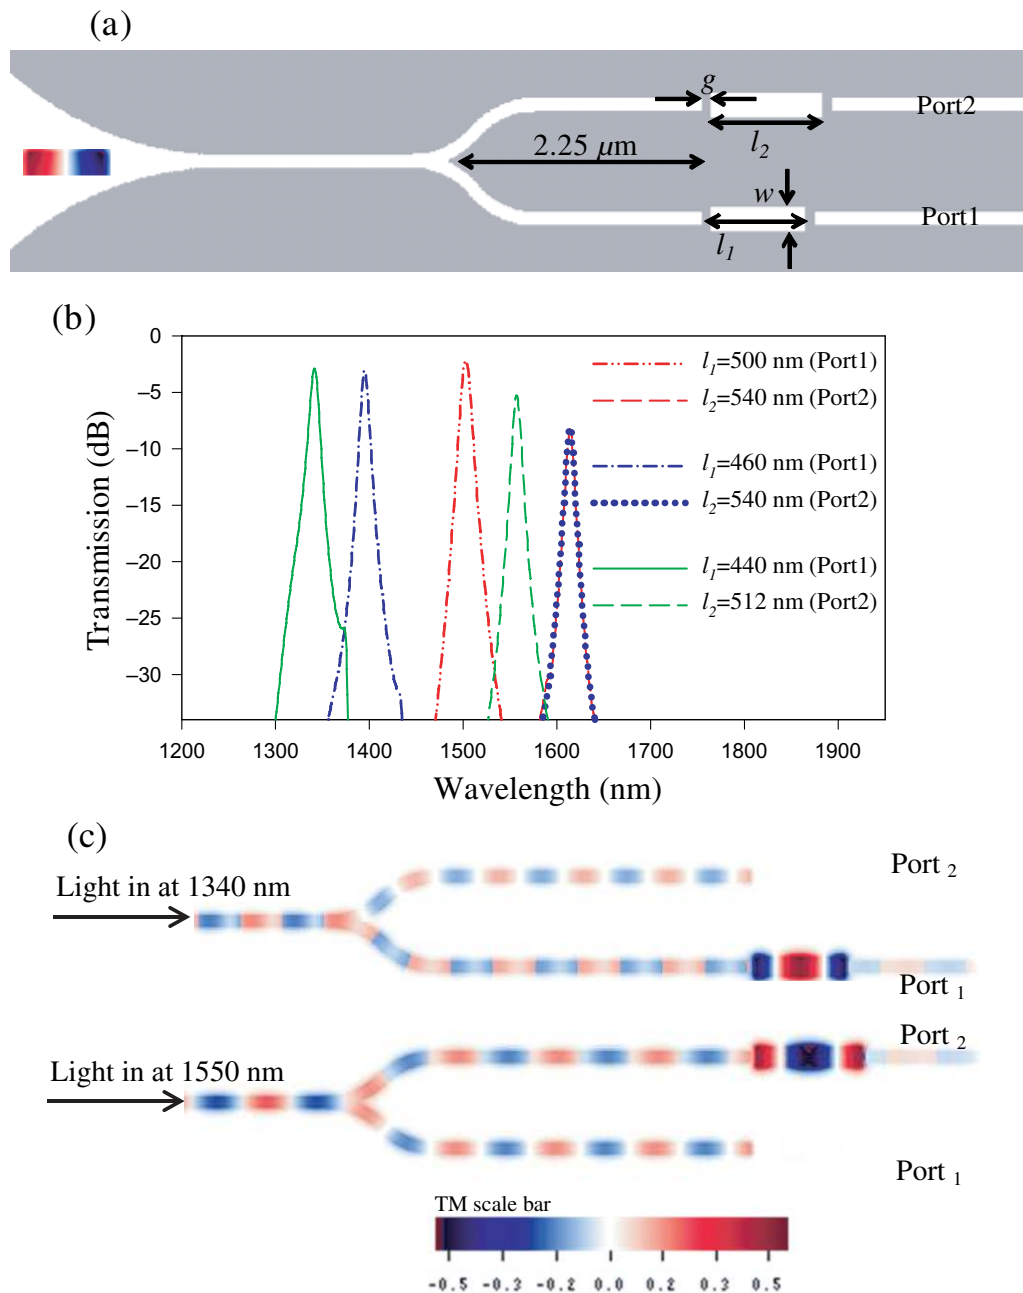 (a)
g
Port2
2.25 μm
l2
w
Port1
l1
(b)
0
−5
−10
−15
−20
−25
−30
Transmission (dB)
1200 1300 1400 1500 1600 1700 1800 1900
Wavelength (nm)
l1=500 nm (Port1)
l2=540 nm (Port2)
l1=460 nm (Port1)
l2=540 nm (Port2)
l1=440 nm (Port1)
l2=512 nm (Port2)
(c)
Port 2
Light in at 1340 nm
Port 1
Port 2
Light in at 1550 nm
Port 1
TM scale bar
-0.5 -0.3 -0.2 0.0 0.2 0.3 0.5